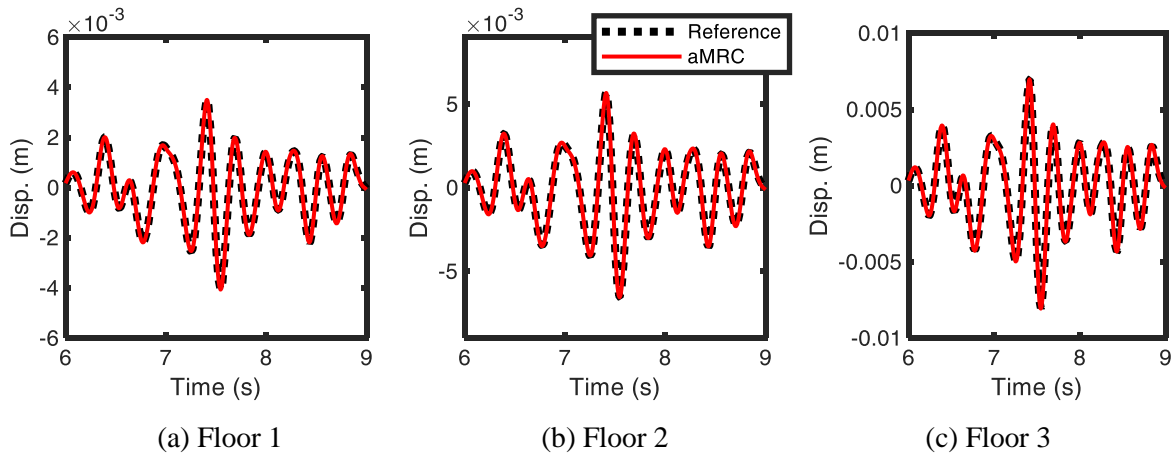 ×10⁻³
6
4
2
0
-2
-4
-6
Disp. (m)
6 7 8 9
Time (s)
(a) Floor 1
×10⁻³
5
0
-5
Disp. (m)
6 7 8 9
Time (s)
(b) Floor 2
Reference
aMRC
0.01
0.005
0
-0.005
-0.01
Disp. (m)
6 7 8 9
Time (s)
(c) Floor 3